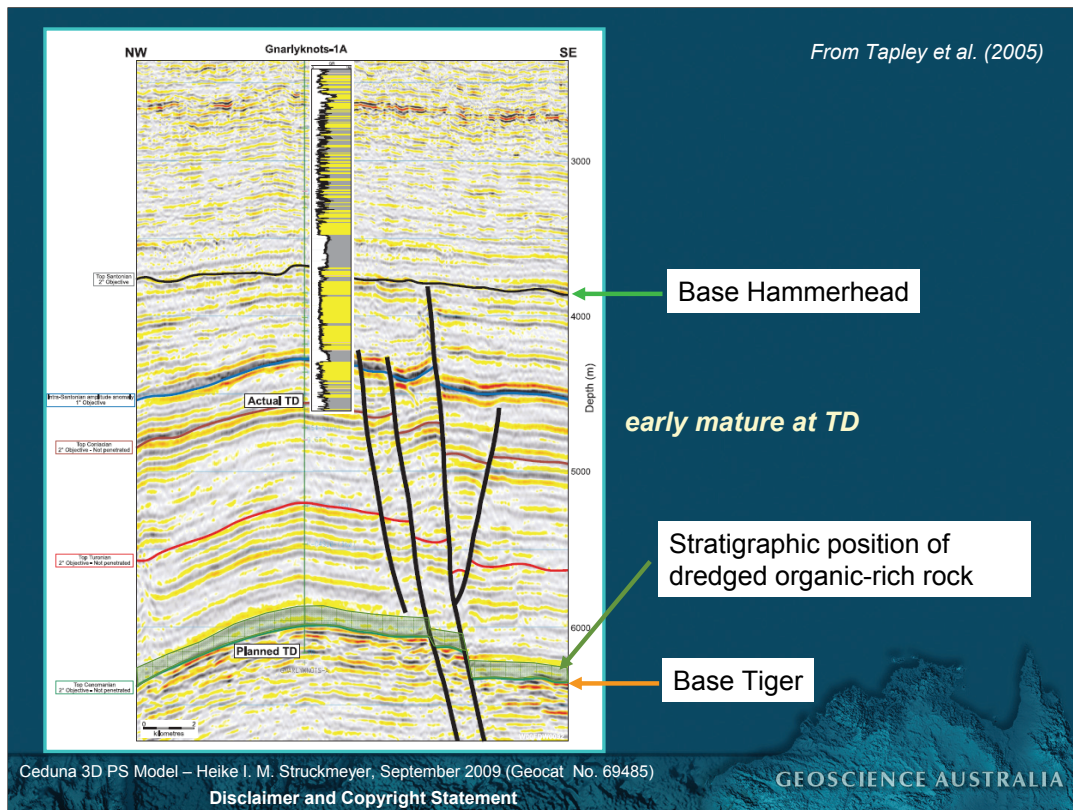 NW
Gnarlyknots-1A
SE
From Tapley et al. (2005)
3000
Top Santonian
2° Objective
Base Hammerhead
4000
Depth (m)
Intra-Santonian amplitude anomaly
1° Objective
Actual TD
early mature at TD
Top Coniacian
2° Objective - Not penetrated
5000
Top Turonian
2° Objective - Not penetrated
Stratigraphic position of
dredged organic-rich rock
6000
Planned TD
Top Cenomanian
2° Objective - Not penetrated
Base Tiger
0 2
kilometres
Ceduna 3D PS Model – Heike I. M. Struckmeyer, September 2009 (Geocat No. 69485)
Disclaimer and Copyright Statement
GEOSCIENCE AUSTRALIA